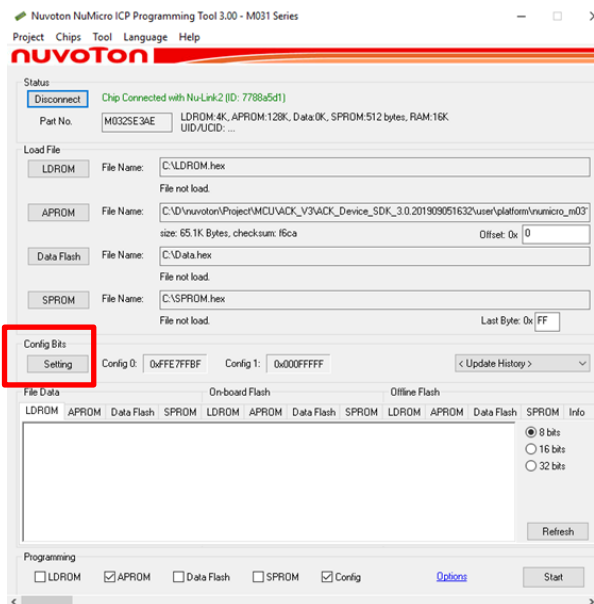 Nuvoton NuMicro ICP Programming Tool 3.00 - M031 Series
Project Chips Tool Language Help
nuvoTon
Status
Disconnect Chip Connected with Nu-Link2 (ID: 7788a5d1)
Part No. M032SE3AE LDROM:4K, APROM:128K, Data:0K, SPROM:512 bytes, RAM:16K
UID/UCID: ...
Load File
LDROM File Name: C:\LDROM.hex
File not load.
APROM File Name: C:\D\nuvoton\Project\MCU\ACK_V3\ACK_Device_SDK_3.0.201909051632\user\platform\numicro_m03
size: 65.1K Bytes, checksum: f6ca Offset: 0x 0
Data Flash File Name: C:\Data.hex
File not load.
SPROM File Name: C:\SPROM.hex
File not load. Last Byte: 0x FF
Config Bits
Setting Config 0: 0xFFE7FFBF Config 1: 0x000FFFFF < Update History >
File Data On-board Flash Offline Flash
LDROM APROM Data Flash SPROM LDROM APROM Data Flash SPROM LDROM APROM Data Flash SPROM Info
8 bits
16 bits
32 bits
Refresh
Programming
LDROM APROM Data Flash SPROM Config Options Start